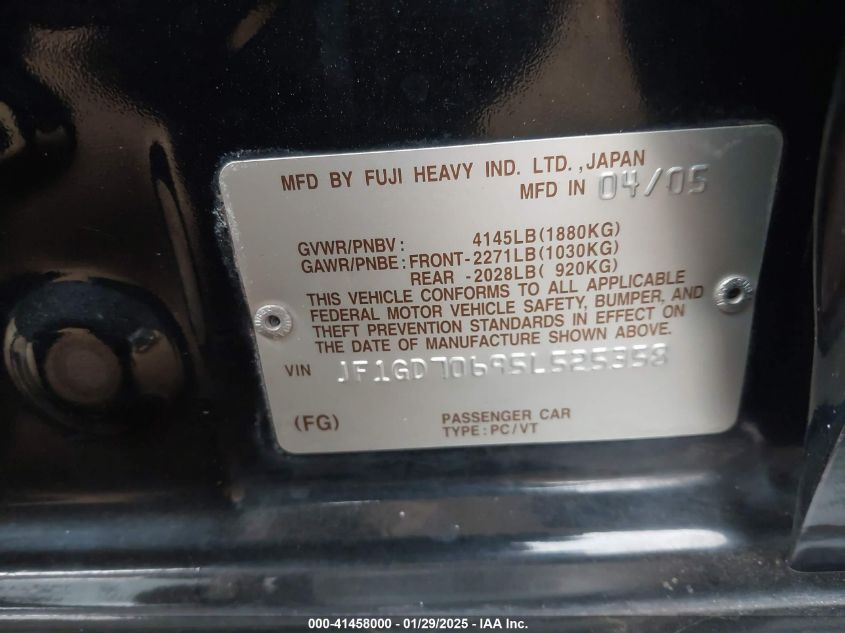 MFD BY FUJI HEAVY IND. LTD.,JAPAN
MFD IN 04/05
GVWR/PNBV: 4145LB(1880KG)
GAWR/PNBE:FRONT-2271LB(1030KG)
REAR -2028LB( 920KG)
THIS VEHICLE CONFORMS TO ALL APPLICABLE
FEDERAL MOTOR VEHICLE SAFETY, BUMPER, AND
THEFT PREVENTION STANDARDS IN EFFECT ON
THE DATE OF MANUFACTURE SHOWN ABOVE.
VIN JF1GD70695L525358
(FG) PASSENGER CAR
TYPE:PC/VT
000-41458000 - 01/29/2025 - IAA Inc.